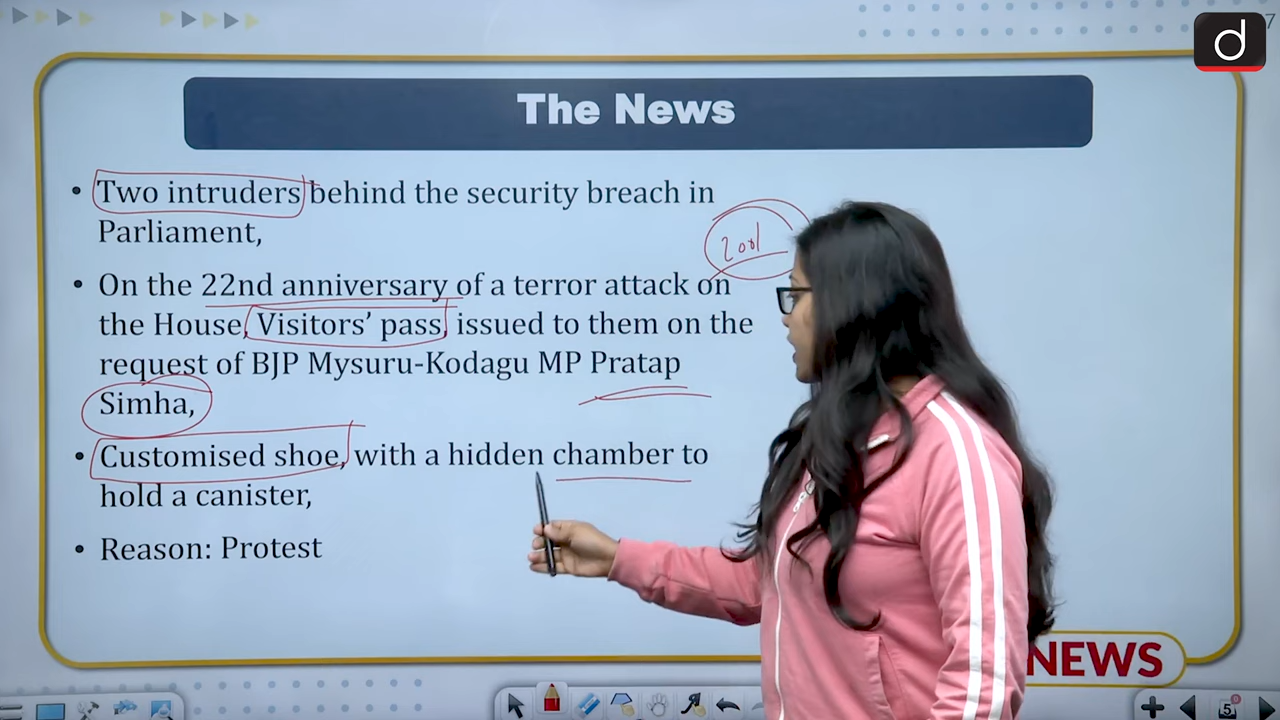 d
7
The News
• Two intruders behind the security breach in
Parliament,
2001
• On the 22nd anniversary of a terror attack on
the House, Visitors’ pass, issued to them on the
request of BJP Mysuru-Kodagu MP Pratap
Simha,
• Customised shoe, with a hidden chamber to
hold a canister,
• Reason: Protest
NEWS
5